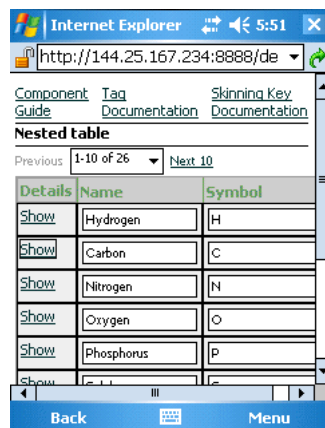 Internet Explorer 5:51
http://144.25.167.234:8888/de
Component Guide Tag Documentation Skinning Key Documentation
Nested table
Previous 1-10 of 26 Next 10
Details Name Symbol
Show Hydrogen H
Show Carbon C
Show Nitrogen N
Show Oxygen O
Show Phosphorus P
Show
Back Menu